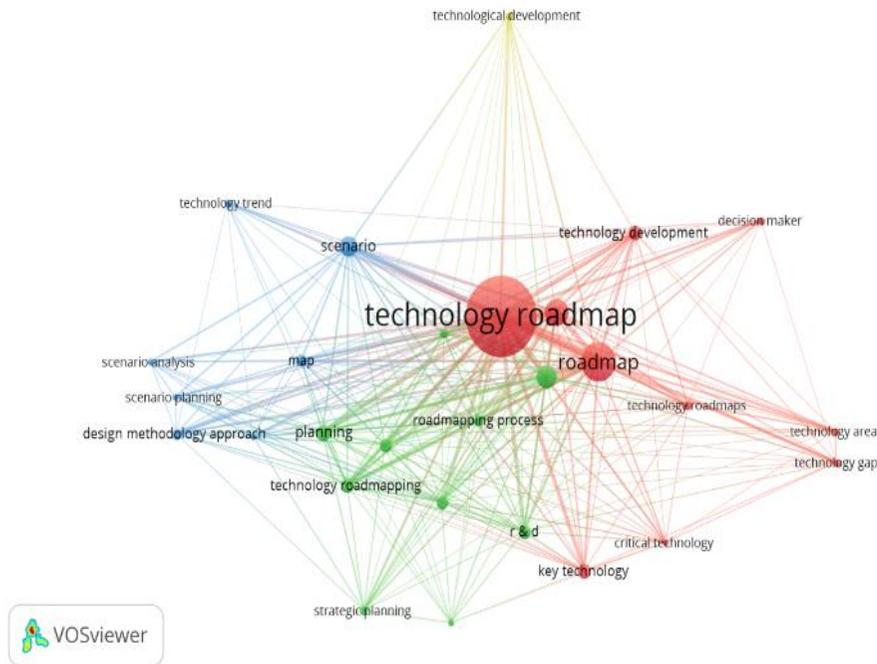 technological development
technology trend
decision maker
technology development
scenario
technology roadmap
scenario analysis
map
roadmap
scenario planning
technology roadmaps
roadmapping process
design methodology approach
planning
technology area
technology gap
technology roadmapping
r & d
critical technology
key technology
strategic planning
VOSviewer